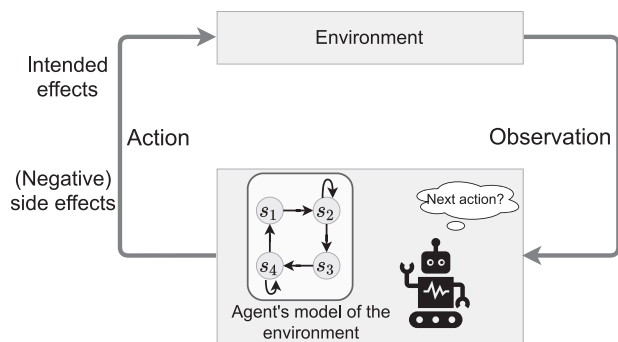 Environment
Intended
effects
Action
Observation
(Negative)
side effects
Next action?
s1
s2
s4
s3
Agent's model of the
environment